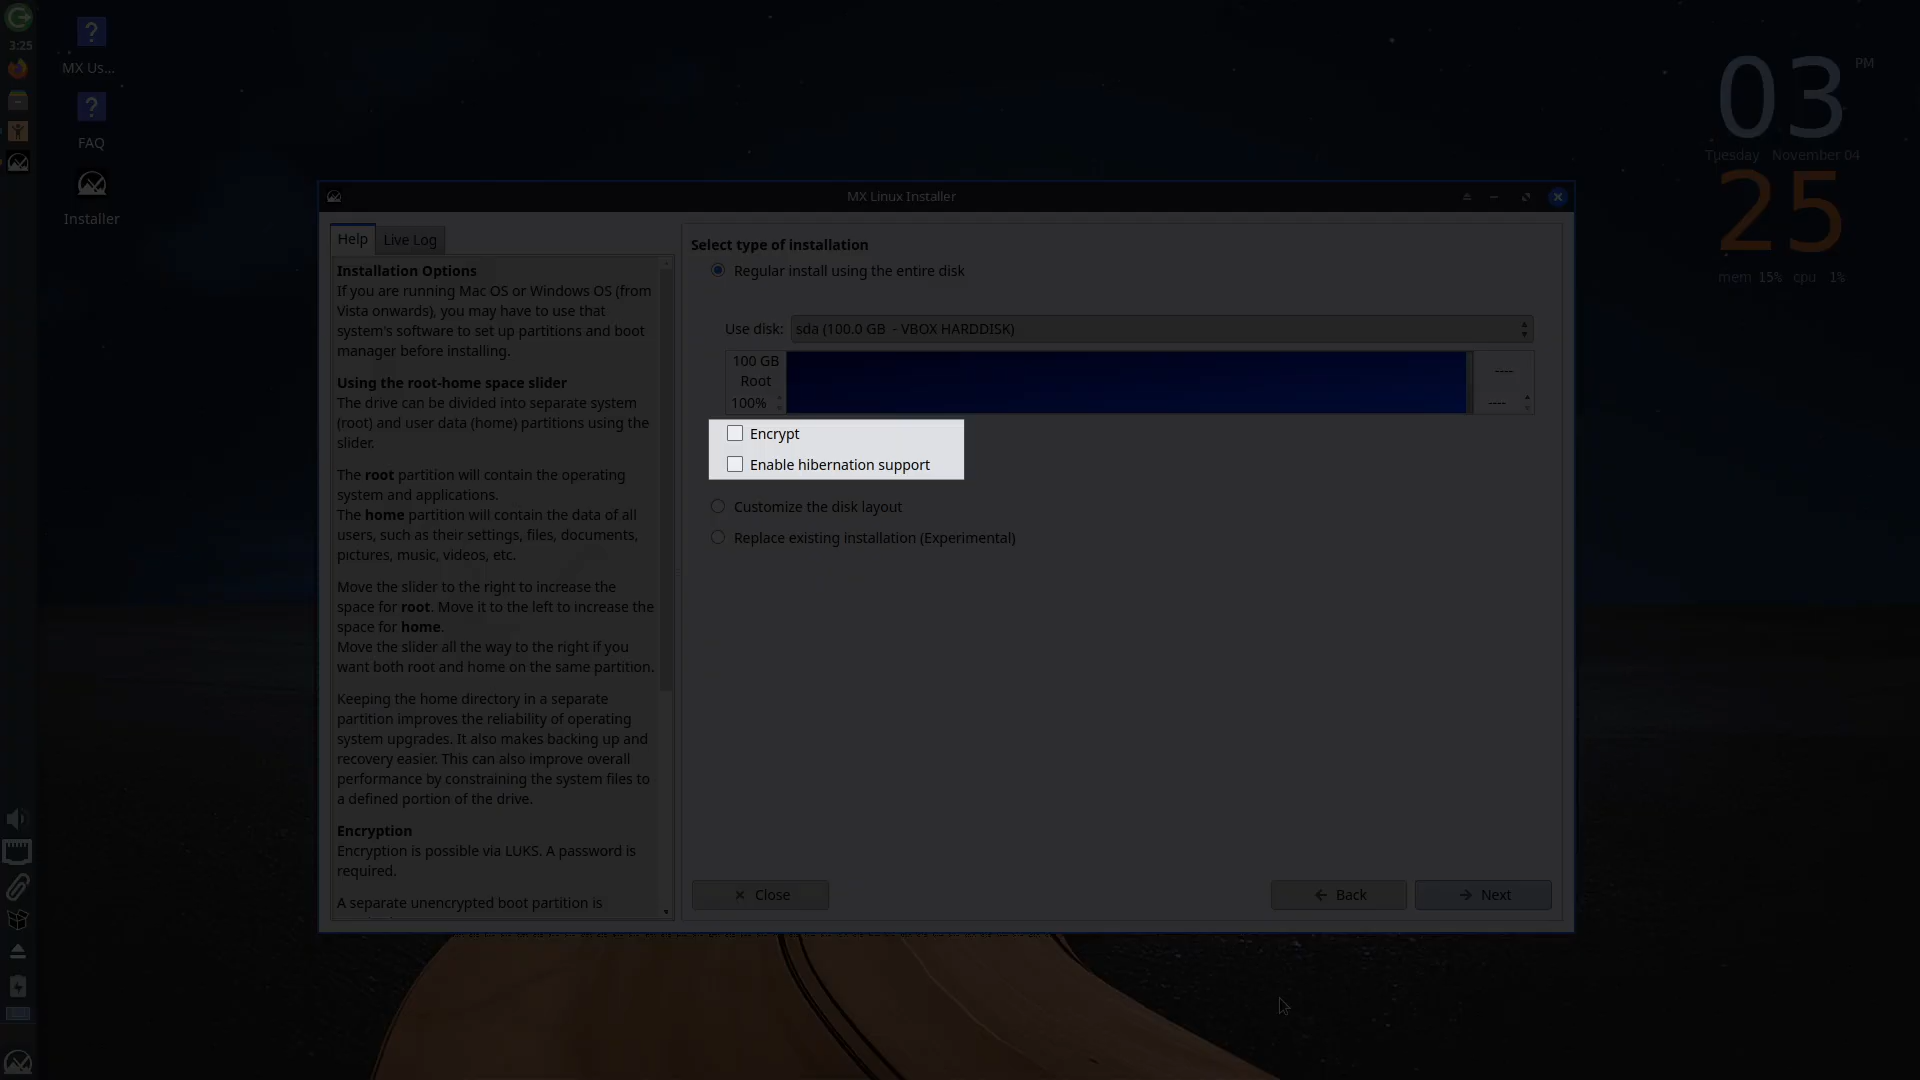 3:25
MX Us...
FAQ
Installer
03
PM
Tuesday November 04
25
mem 15% cpu 1%
MX Linux Installer
Help
Live Log
Installation Options
If you are running Mac OS or Windows OS (from
Vista onwards), you may have to use that
system's software to set up partitions and boot
manager before installing.
Using the root-home space slider
The drive can be divided into separate system
(root) and user data (home) partitions using the
slider.
The root partition will contain the operating
system and applications.
The home partition will contain the data of all
users, such as their settings, files, documents,
pictures, music, videos, etc.
Move the slider to the right to increase the
space for root. Move it to the left to increase the
space for home.
Move the slider all the way to the right if you
want both root and home on the same partition.
Keeping the home directory in a separate
partition improves the reliability of operating
system upgrades. It also makes backing up and
recovery easier. This can also improve overall
performance by constraining the system files to
a defined portion of the drive.
Encryption
Encryption is possible via LUKS. A password is
required.
A separate unencrypted boot partition is
Select type of installation
Regular install using the entire disk
Use disk: sda (100.0 GB - VBOX HARDDISK)
100 GB
Root
100%
----
----
Encrypt
Enable hibernation support
Customize the disk layout
Replace existing installation (Experimental)
Close
Back
Next